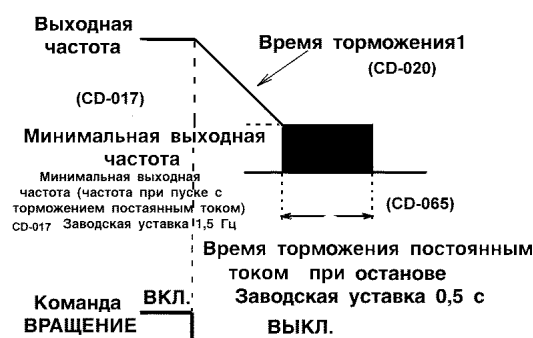 Выходная
частота
Время торможения1
(CD-020)
(CD-017)
Минимальная выходная
частота
Минимальная выходная
частота (частота при пуске с
торможением постаянным током)
CD-017 Заводская уставка 1,5 Гц
(CD-065)
Время торможения постоянным
током при останове
Заводская уставка 0,5 с
Команда ВКЛ.
ВРАЩЕНИЕ ВЫКЛ.